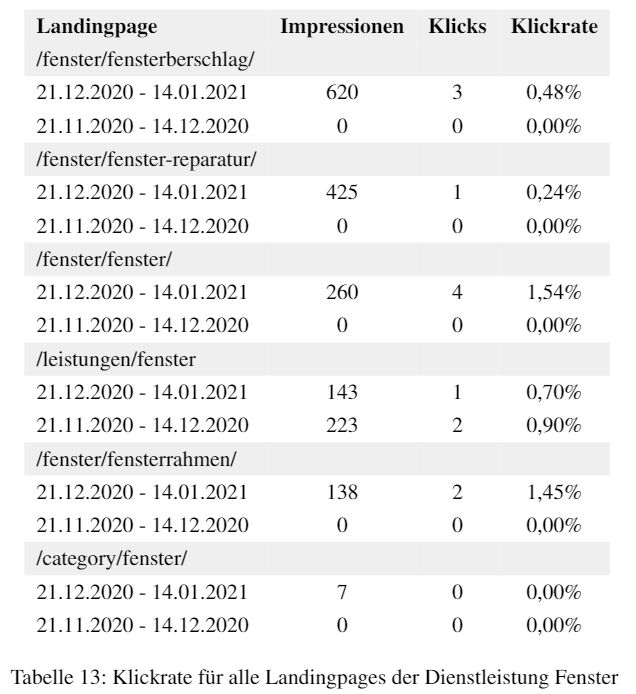 Landingpage Impressionen Klicks Klickrate
/fenster/fensterberschlag/
21.12.2020 - 14.01.2021 620 3 0,48%
21.11.2020 - 14.12.2020 0 0 0,00%
/fenster/fenster-reparatur/
21.12.2020 - 14.01.2021 425 1 0,24%
21.11.2020 - 14.12.2020 0 0 0,00%
/fenster/fenster/
21.12.2020 - 14.01.2021 260 4 1,54%
21.11.2020 - 14.12.2020 0 0 0,00%
/leistungen/fenster
21.12.2020 - 14.01.2021 143 1 0,70%
21.11.2020 - 14.12.2020 223 2 0,90%
/fenster/fensterrahmen/
21.12.2020 - 14.01.2021 138 2 1,45%
21.11.2020 - 14.12.2020 0 0 0,00%
/category/fenster/
21.12.2020 - 14.01.2021 7 0 0,00%
21.11.2020 - 14.12.2020 0 0 0,00%
Tabelle 13: Klickrate für alle Landingpages der Dienstleistung Fenster